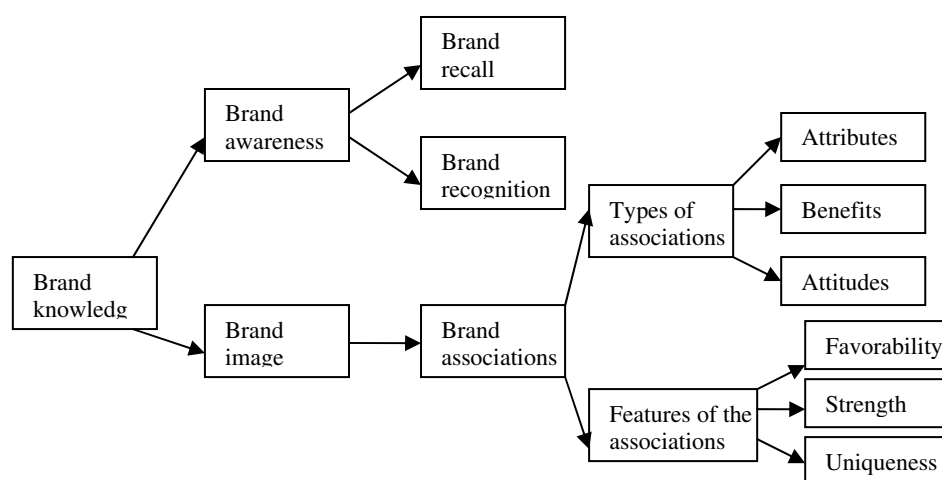 Brand
recall
Brand
awareness
Brand
recognition
Attributes
Types of
associations
Benefits
Attitudes
Brand
knowledg
Brand
image
Brand
associations
Favorability
Features of the
associations
Strength
Uniqueness